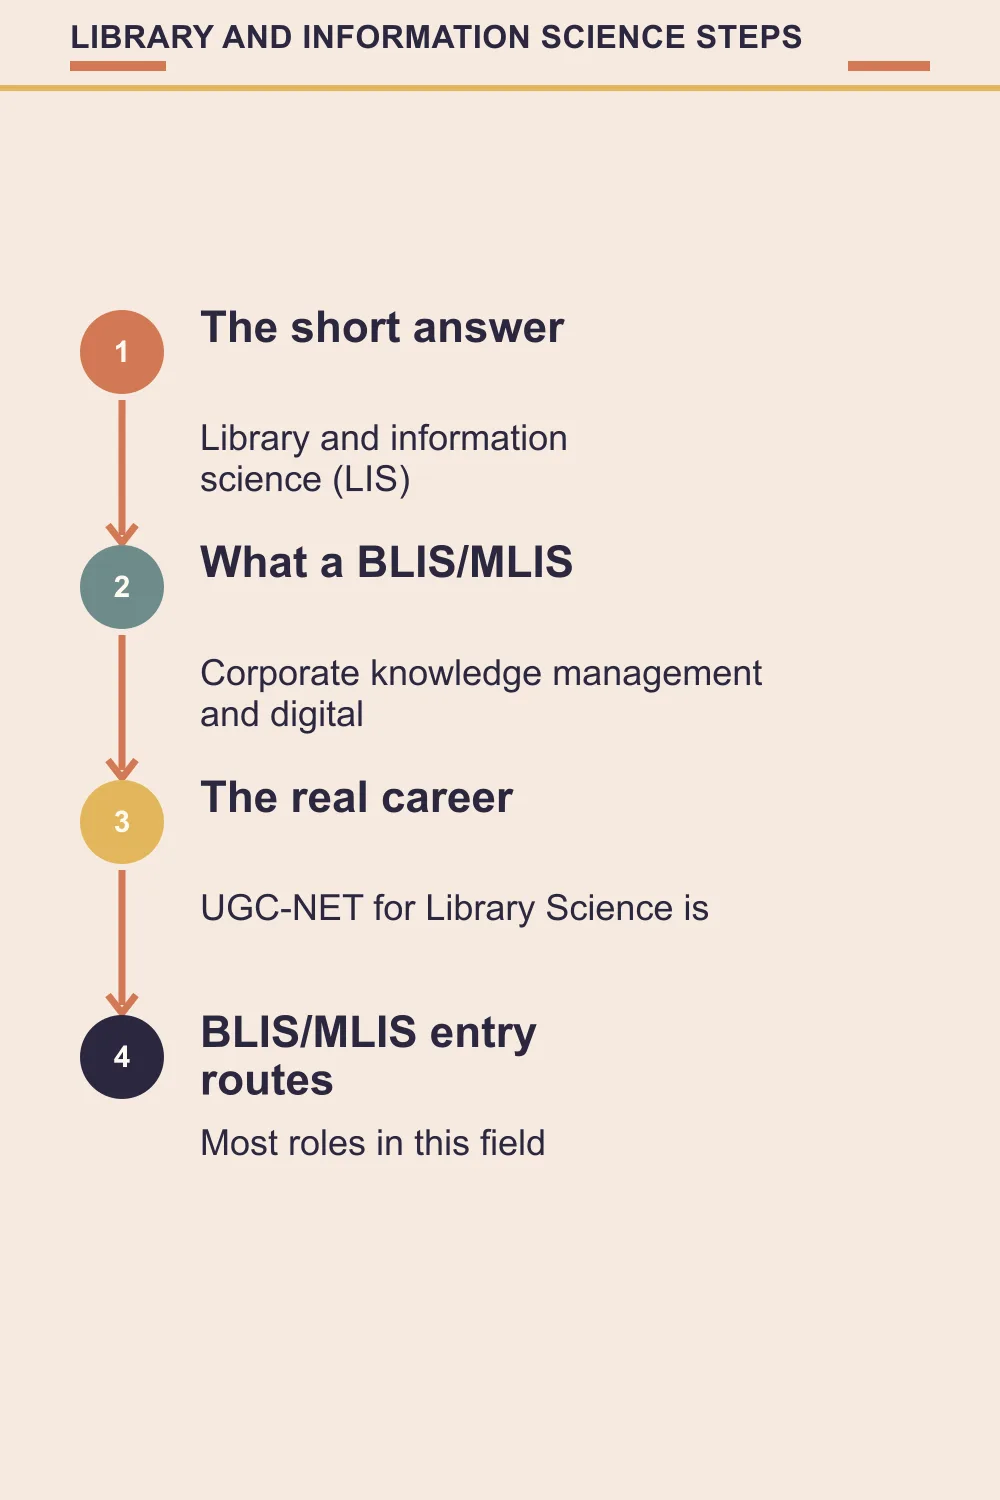 LIBRARY AND INFORMATION SCIENCE STEPS
1
The short answer
Library and information
science (LIS)
2
What a BLIS/MLIS
Corporate knowledge management
and digital
3
The real career
UGC-NET for Library Science is
4
BLIS/MLIS entry
routes
Most roles in this field